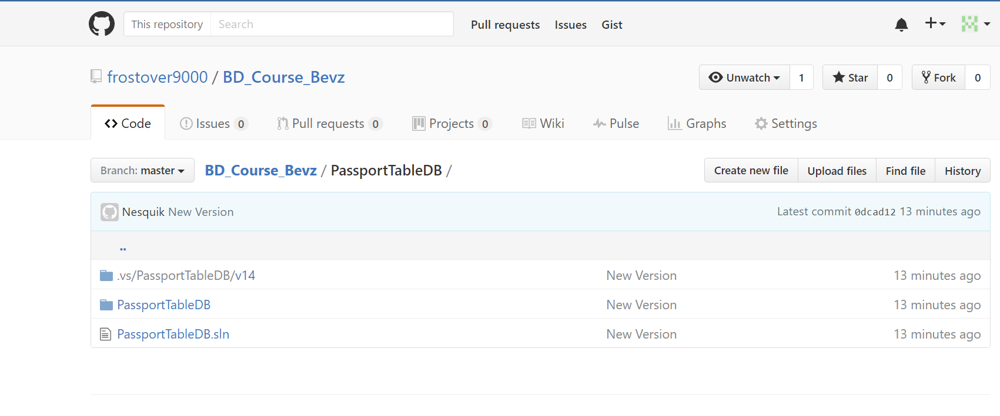 This repository Search Pull requests Issues Gist
frostover9000 / BD_Course_Bevz Unwatch 1 Star 0 Fork 0
Code Issues 0 Pull requests 0 Projects 0 Wiki Pulse Graphs Settings
Branch: master BD_Course_Bevz / PassportTableDB / Create new file Upload files Find file History
Nesquik New Version Latest commit 0dcad12 13 minutes ago
..
.vs/PassportTableDB/v14 New Version 13 minutes ago
PassportTableDB New Version 13 minutes ago
PassportTableDB.sln New Version 13 minutes ago